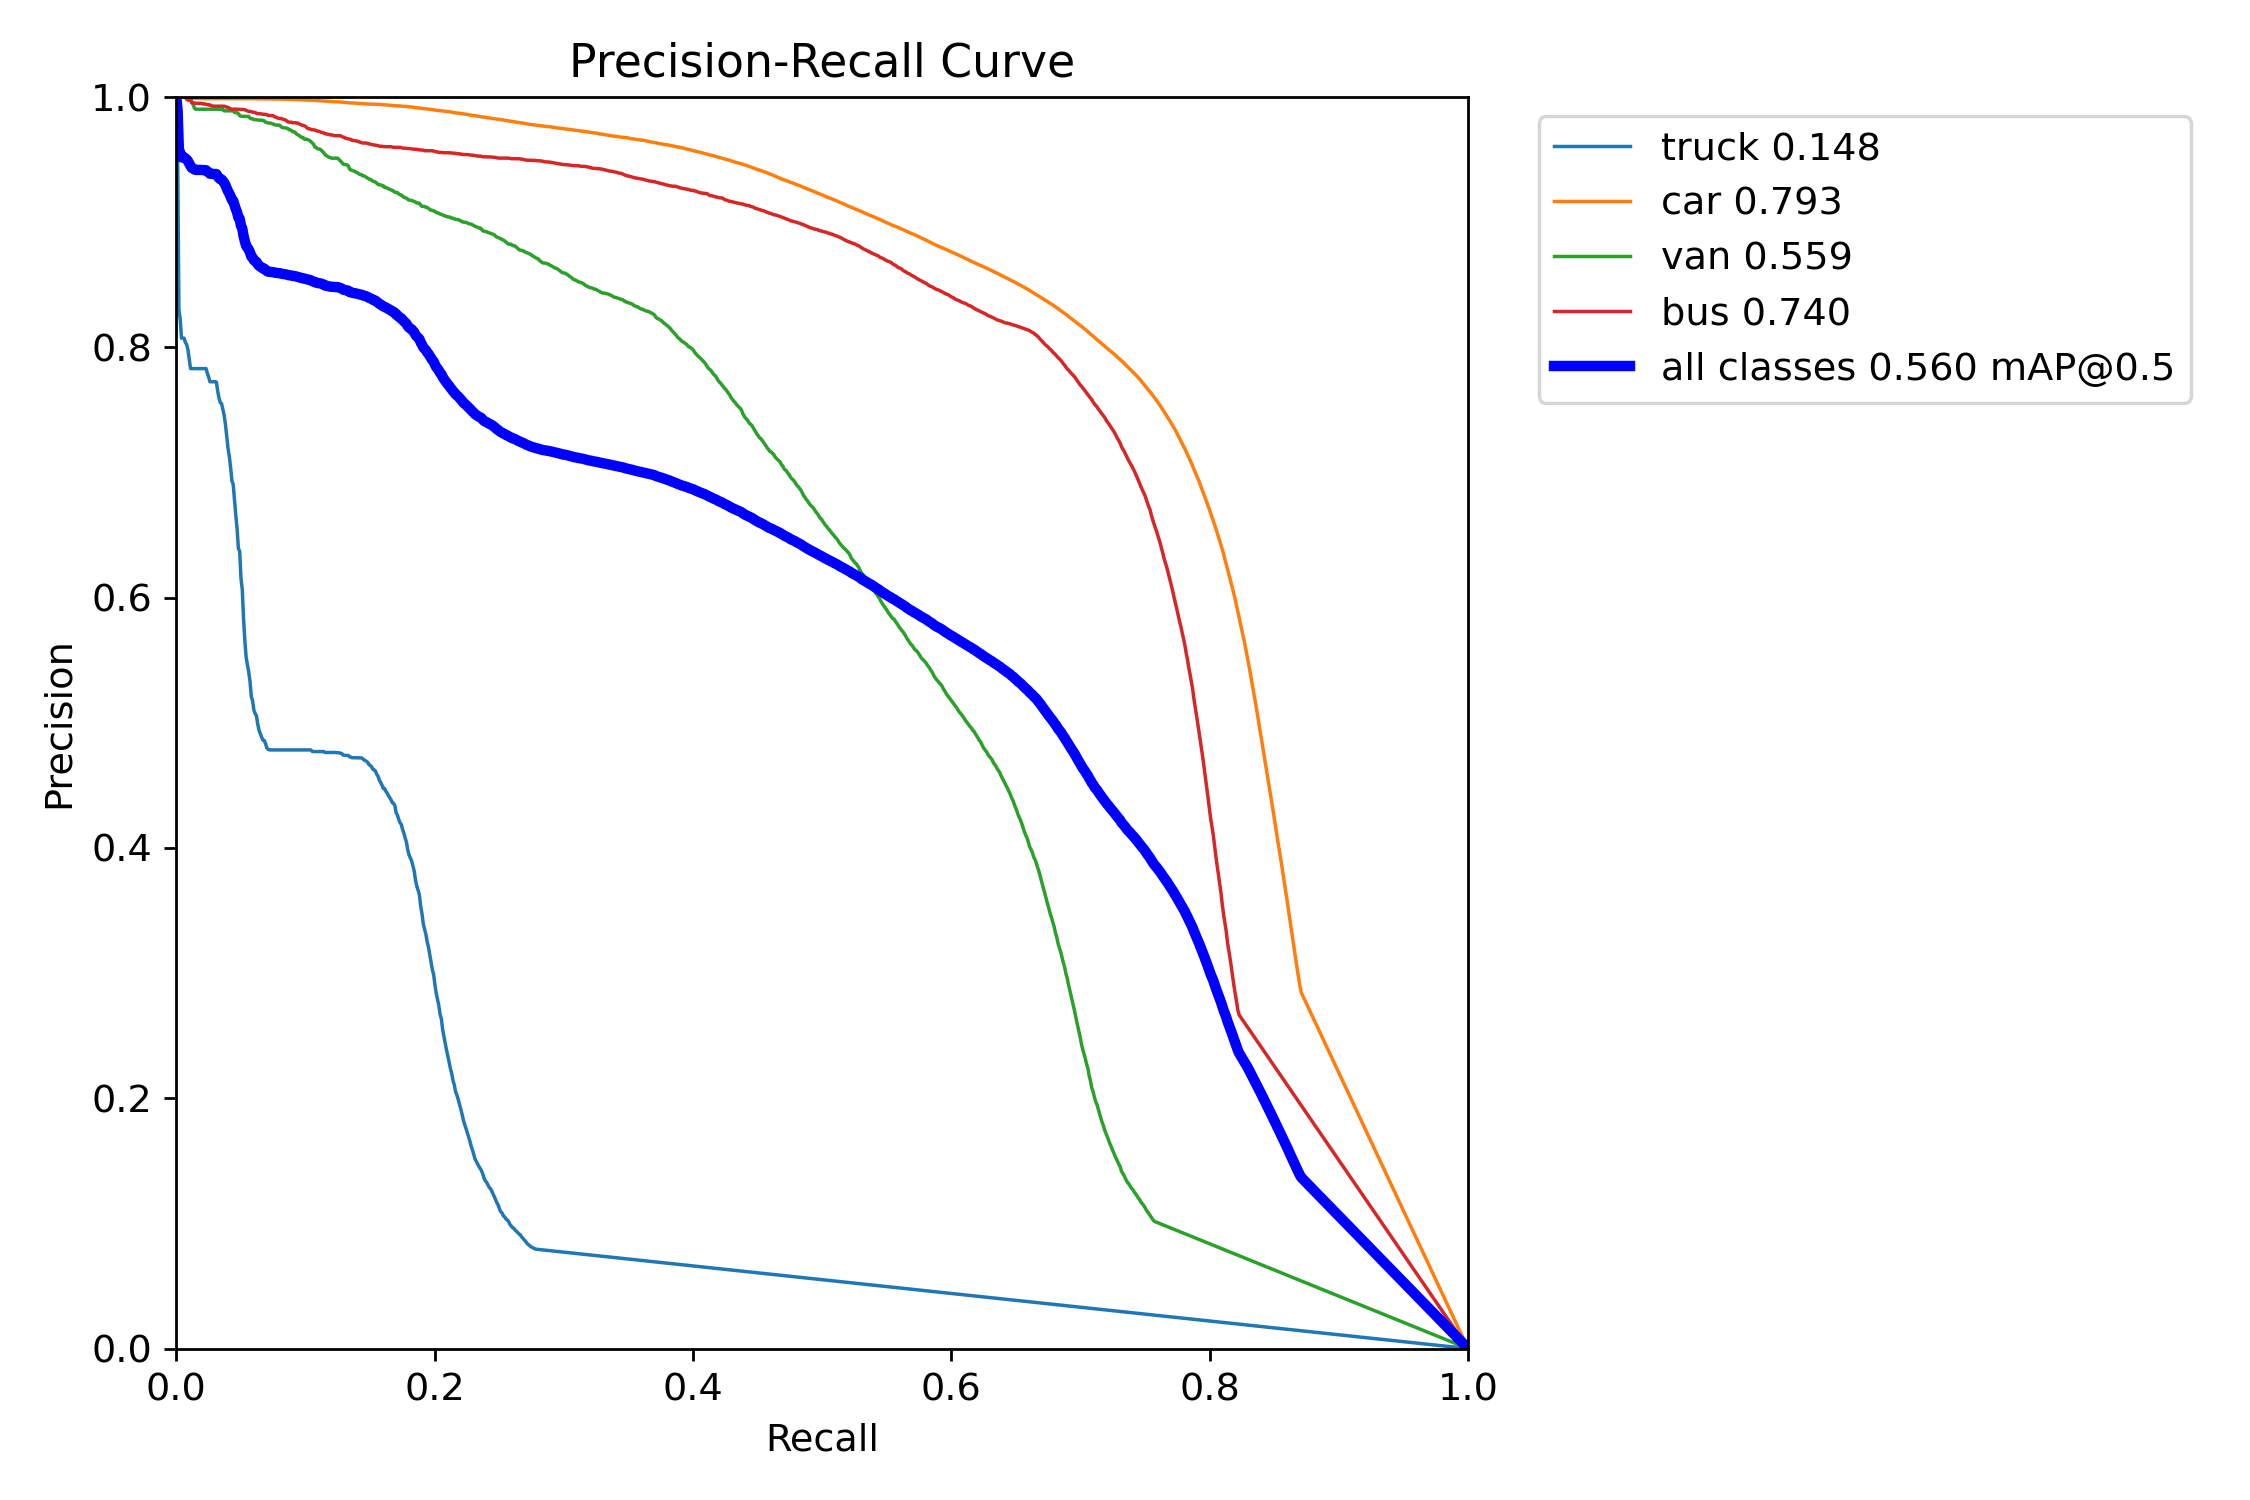 Precision-Recall Curve
1.0
0.8
0.6
0.4
0.2
0.0
Precision
0.0 0.2 0.4 0.6 0.8 1.0
Recall
truck 0.148
car 0.793
van 0.559
bus 0.740
all classes 0.560 mAP@0.5